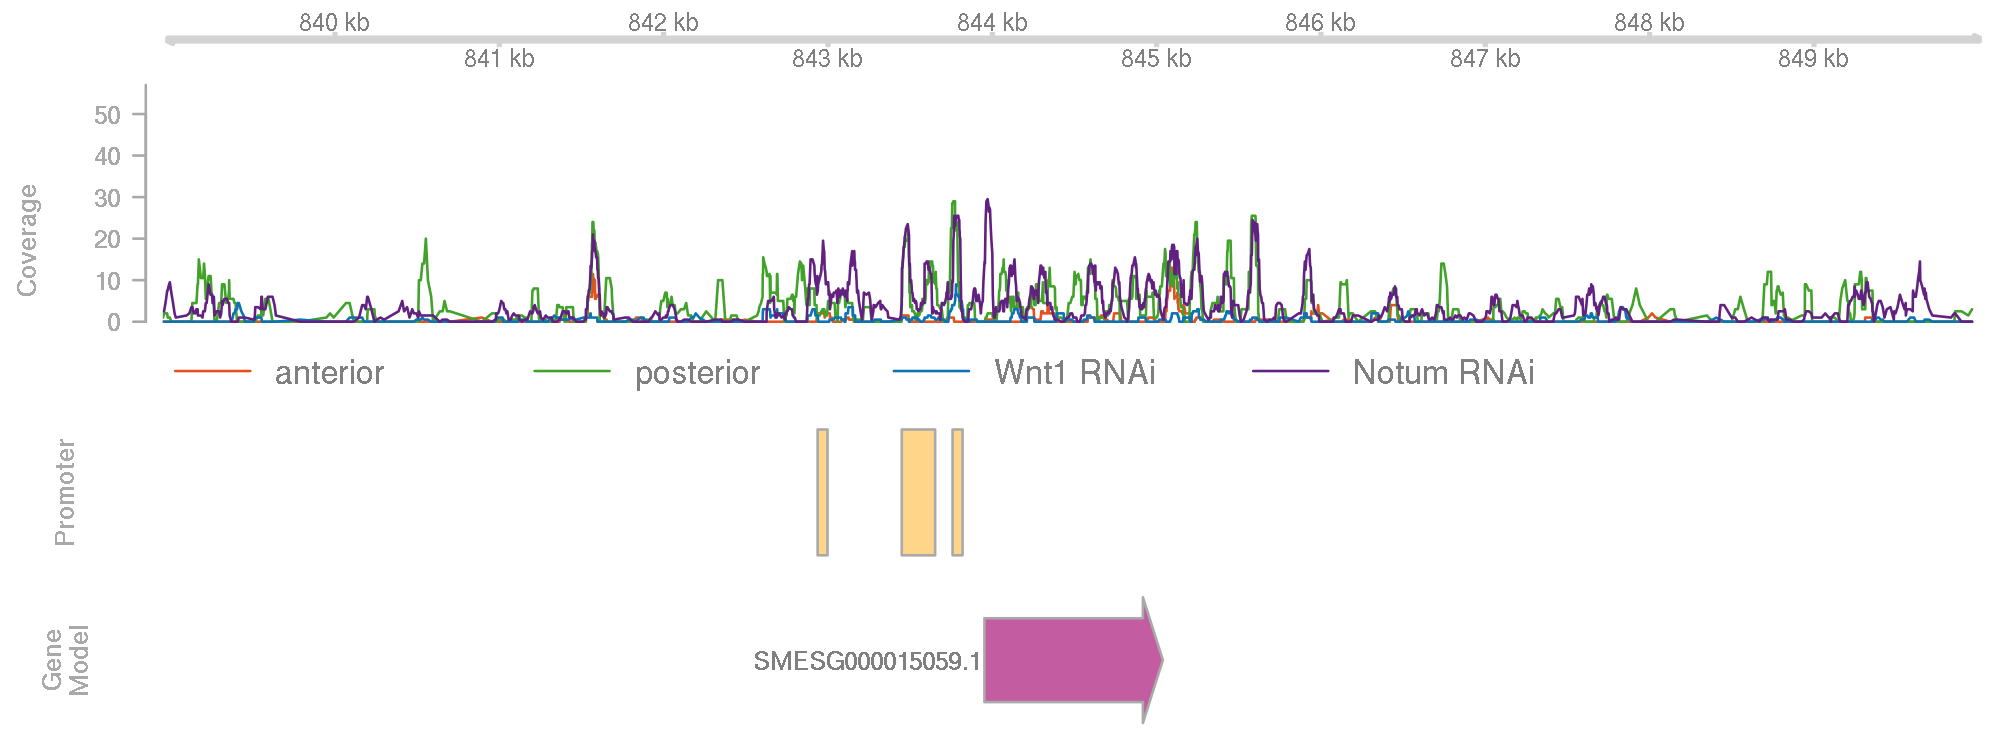 840 kb 842 kb 844 kb 846 kb 848 kb
841 kb 843 kb 845 kb 847 kb 849 kb
Coverage
50
40
30
20
10
0
anterior posterior Wnt1 RNAi Notum RNAi
Promoter
Gene
Model
SMESG000015059.1